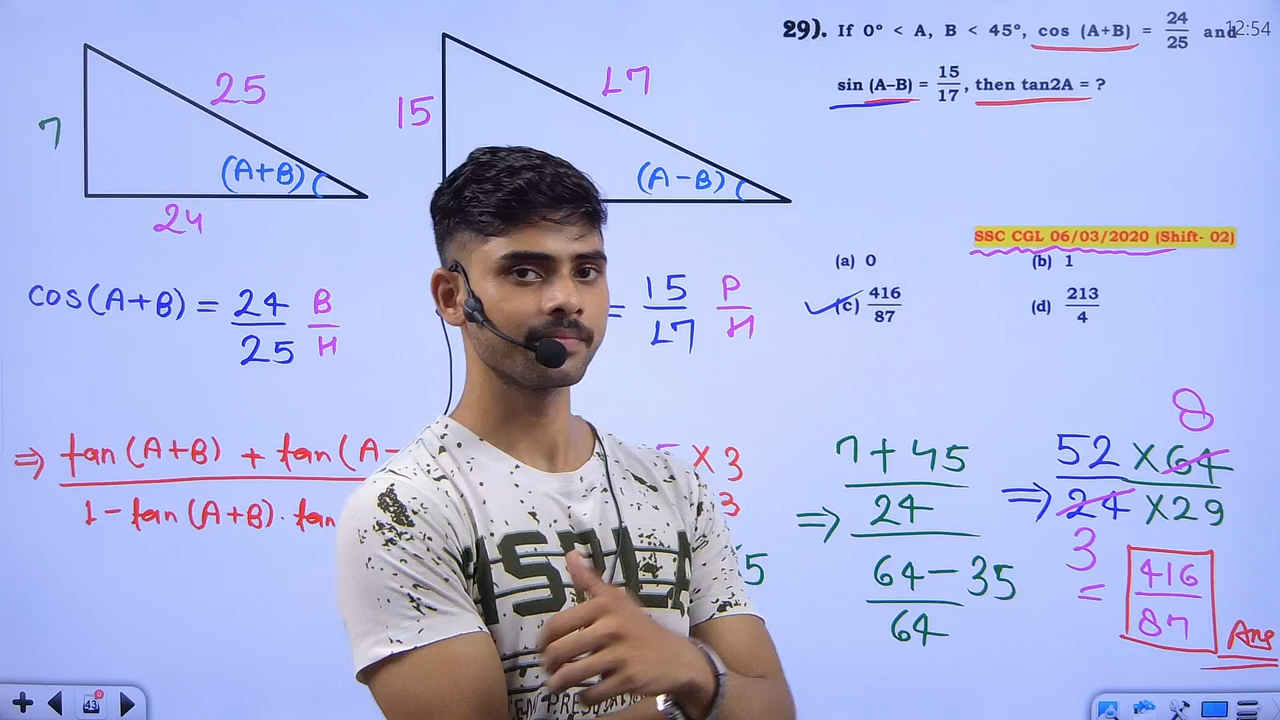 29). If 0° < A, B < 45°, cos (A+B) = 24/25 and
12:54
sin (A–B) = 15/17, then tan2A = ?
SSC CGL 06/03/2020 (Shift- 02)
(a) 0
(b) 1
(c) 416/87
(d) 213/4
25
7
(A+B)
24
17
15
(A-B)
cos(A+B) = 24/25 B/H
= 15/17 P/H
⇒ tan(A+B) + tan(A-
1-tan(A+B).tan
× 3
3
5
⇒ 7+45
24
64-35
64
⇒ 52 × 64
24 × 29
8
3
= 416/87 Ans
43